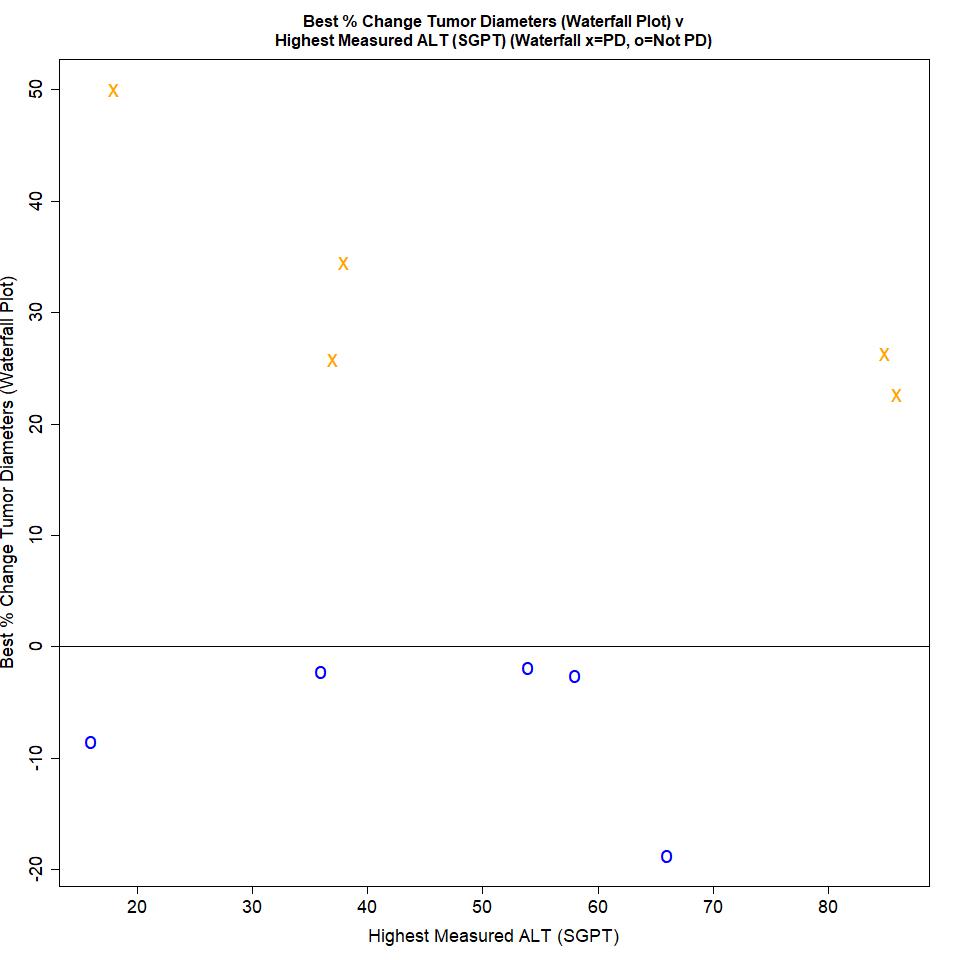 Best % Change Tumor Diameters (Waterfall Plot) v
Highest Measured ALT (SGPT) (Waterfall x=PD, o=Not PD)
Best % Change Tumor Diameters (Waterfall Plot)
50
40
30
20
10
0
-10
-20
X
X
X
X
X
O
O
O
O
O
20 30 40 50 60 70 80
Highest Measured ALT (SGPT)